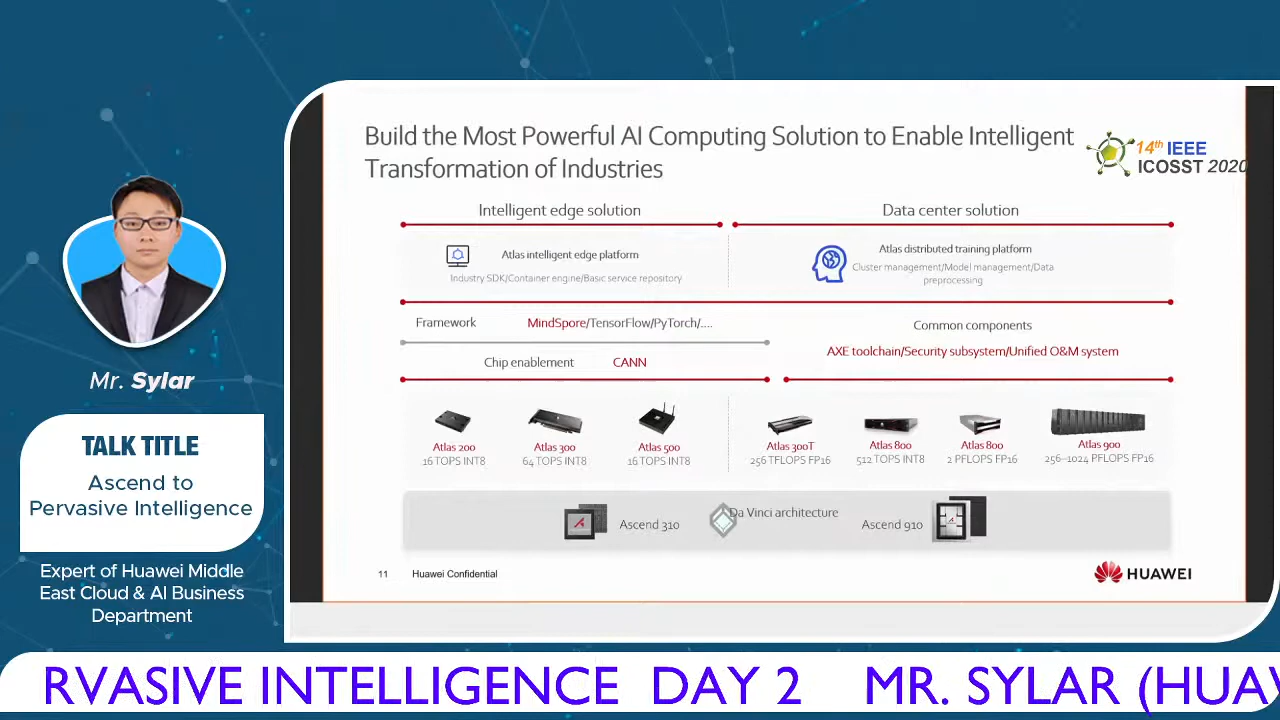 Build the Most Powerful AI Computing Solution to Enable Intelligent
Transformation of Industries
14th IEEE
ICOSST 2020
Intelligent edge solution
Data center solution
Atlas intelligent edge platform
Industry SDK/Container engine/Basic service repository
Atlas distributed training platform
Cluster management/Model management/Data
preprocessing
Framework
MindSpore/TensorFlow/PyTorch/....
Chip enablement
CANN
Common components
AXE toolchain/Security subsystem/Unified O&M system
Atlas 200
16 TOPS INT8
Atlas 300
64 TOPS INT8
Atlas 500
16 TOPS INT8
Atlas 300T
256 TFLOPS FP16
Atlas 800
512 TOPS INT8
Atlas 800
2 PFLOPS FP16
Atlas 900
256–1024 PFLOPS FP16
Ascend 310
Da Vinci architecture
Ascend 910
11
Huawei Confidential
HUAWEI
Mr. Sylar
TALK TITLE
Ascend to
Pervasive Intelligence
Expert of Huawei Middle
East Cloud & AI Business
Department
RVASIVE INTELLIGENCE DAY 2 MR. SYLAR (HUAW